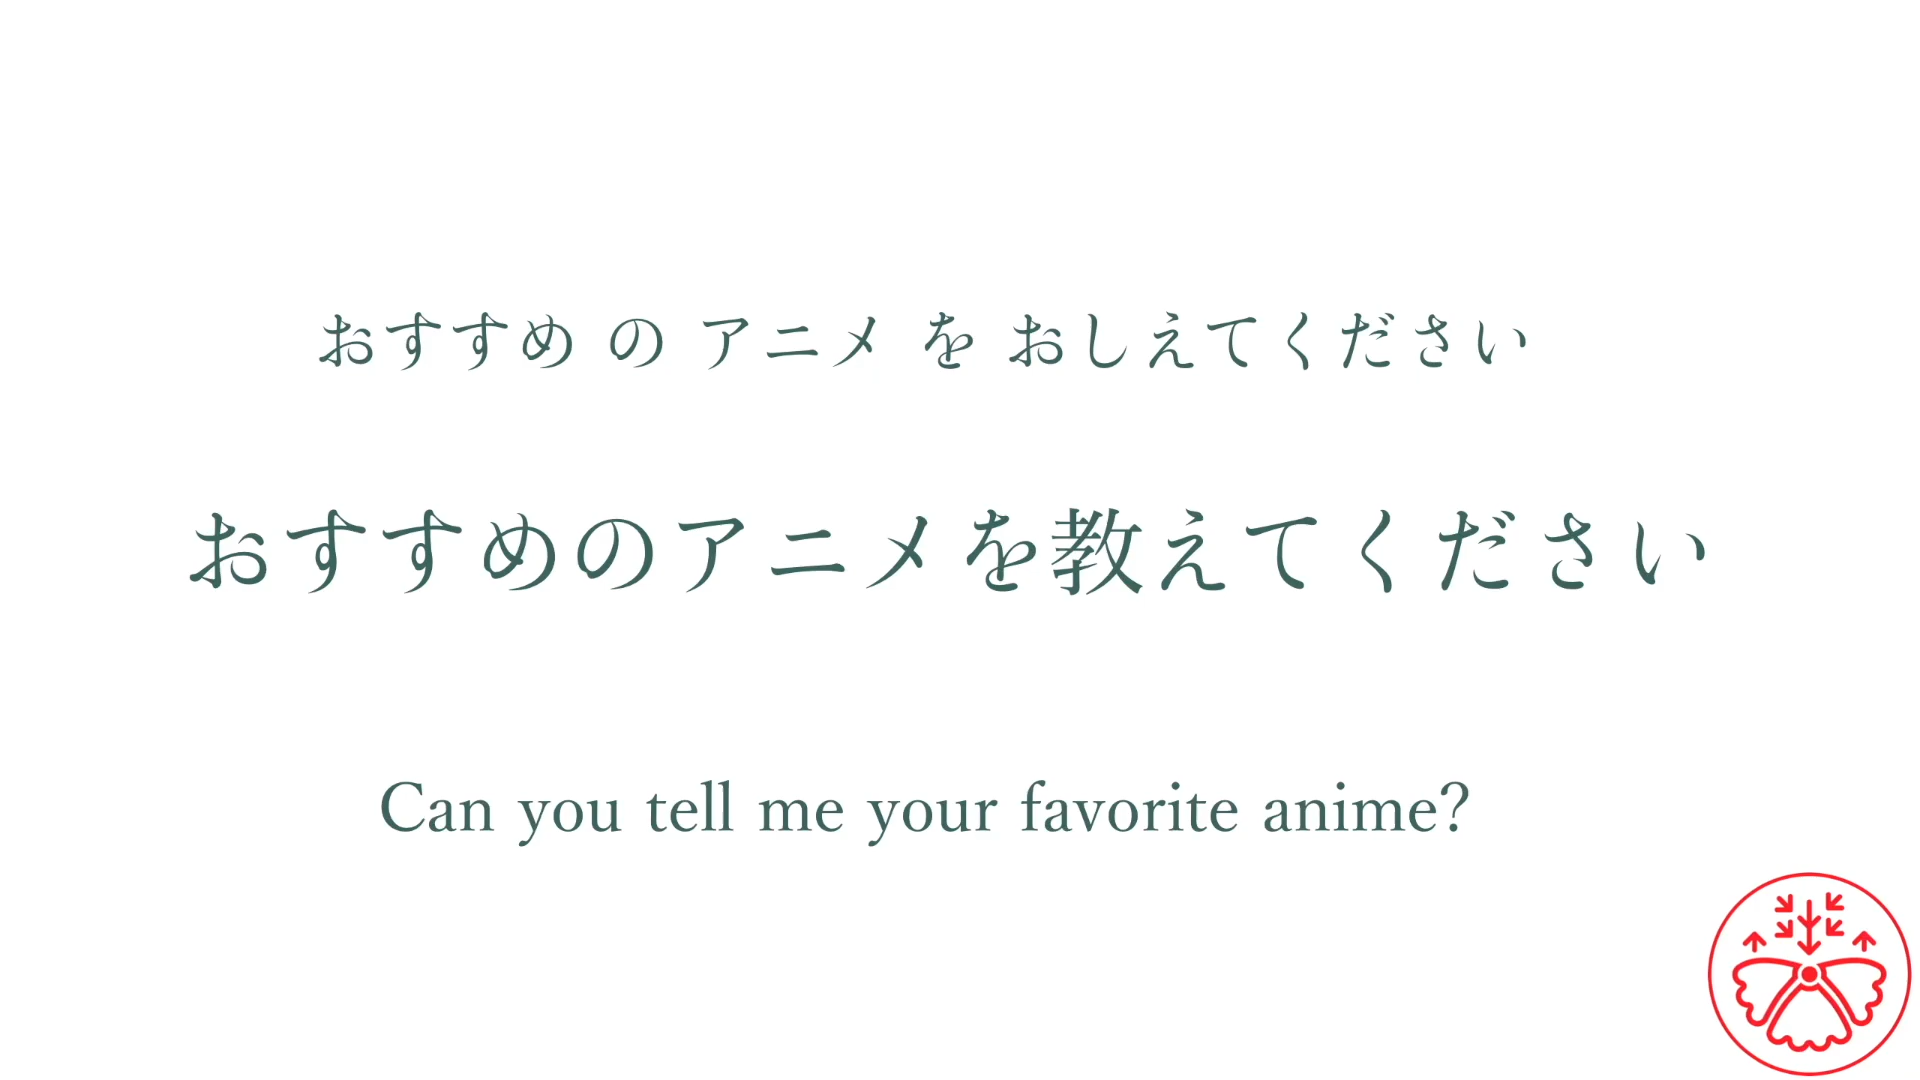 おすすめ の アニメ を おしえてください
おすすめのアニメを教えてください
Can you tell me your favorite anime?